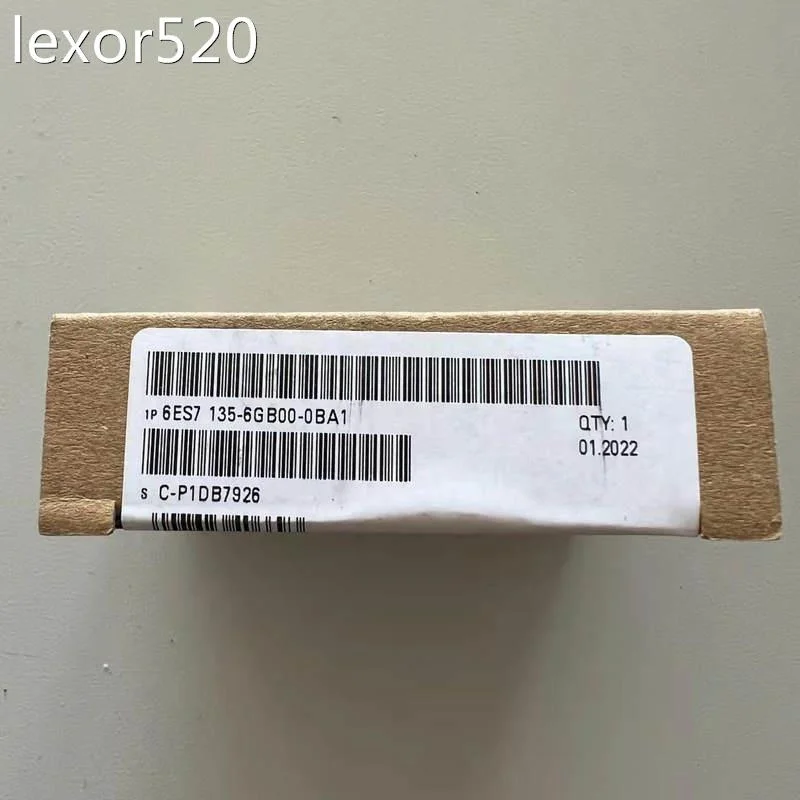 lexor520
1P 6ES7 135-6GB00-0BA1
QTY: 1
01.2022
S C-P1DB7926